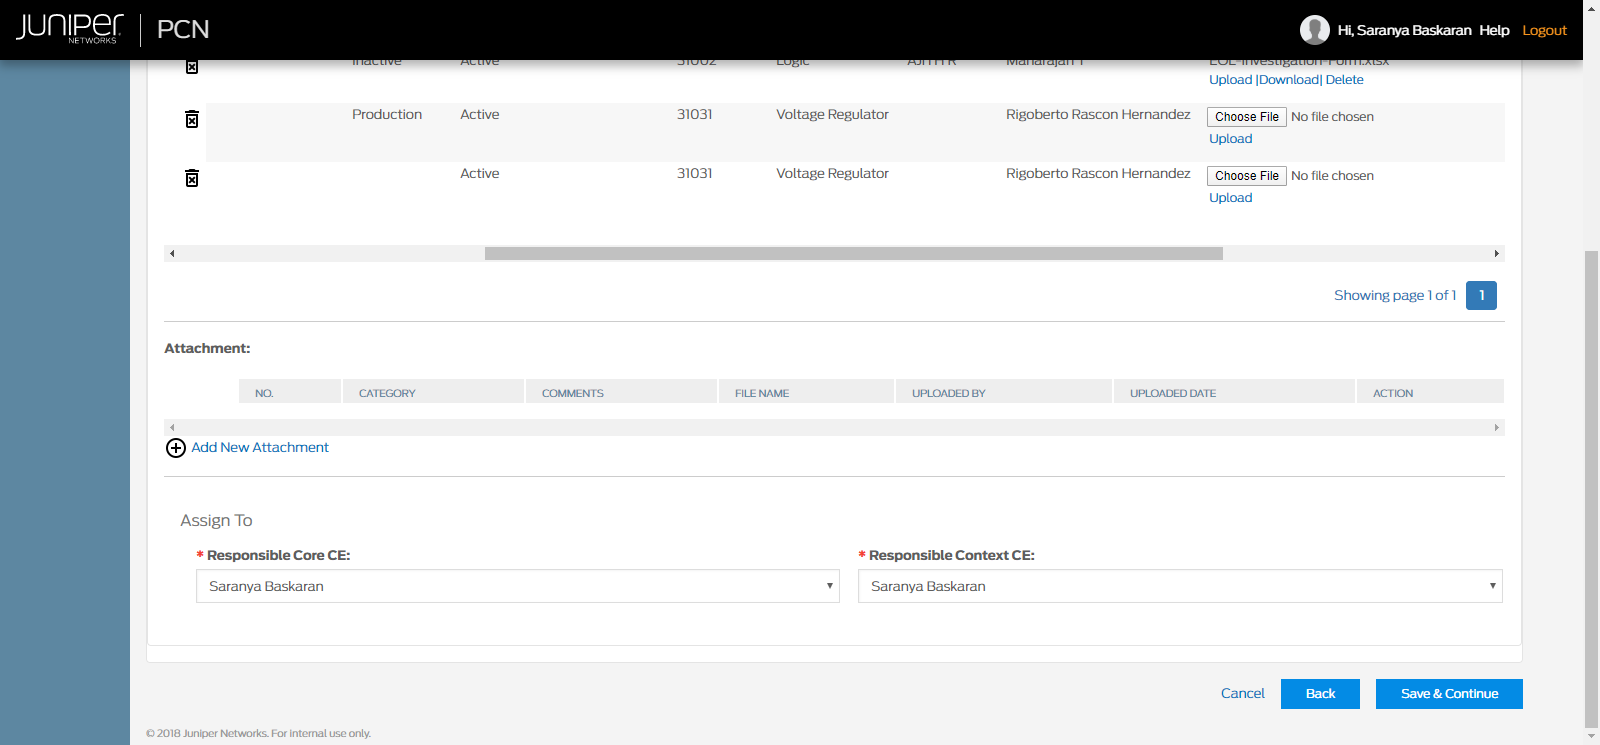 JUNIPER NETWORKS PCN Hi, Saranya Baskaran Help Logout
Inactive Active 31002 Logic AJITH R Maharajan T EOL-Investigation-Form.xlsx
Upload |Download| Delete
Production Active 31031 Voltage Regulator Rigoberto Rascon Hernandez Choose File No file chosen
Upload
Active 31031 Voltage Regulator Rigoberto Rascon Hernandez Choose File No file chosen
Upload
Showing page 1 of 1 1
Attachment:
NO. CATEGORY COMMENTS FILE NAME UPLOADED BY UPLOADED DATE ACTION
Add New Attachment
Assign To
* Responsible Core CE: * Responsible Context CE:
Saranya Baskaran Saranya Baskaran
Cancel Back Save & Continue
© 2018 Juniper Networks. For internal use only.